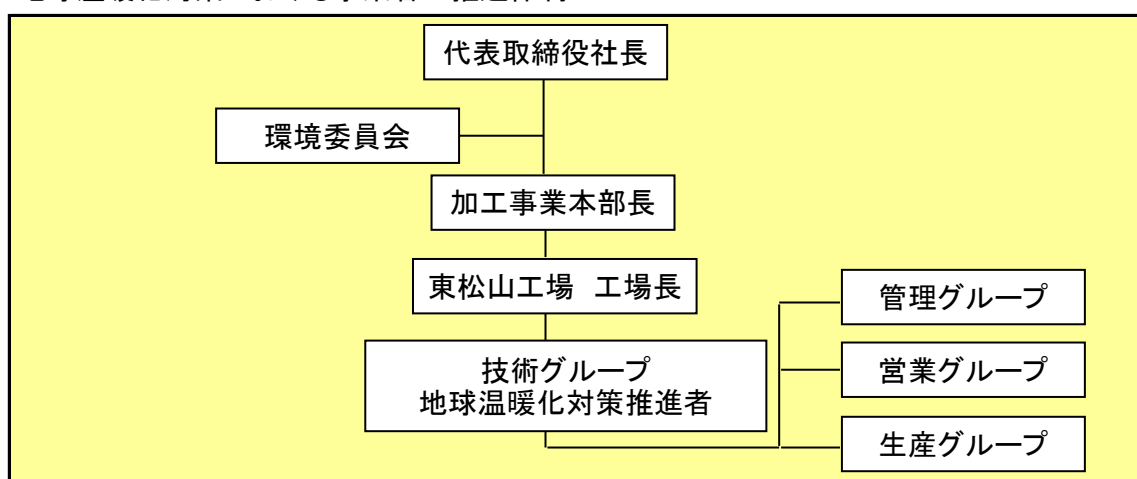 代表取締役社長
環境委員会
加工事業本部長
東松山工場 工場長
管理グループ
技術グループ
地球温暖化対策推進者
営業グループ
生産グループ